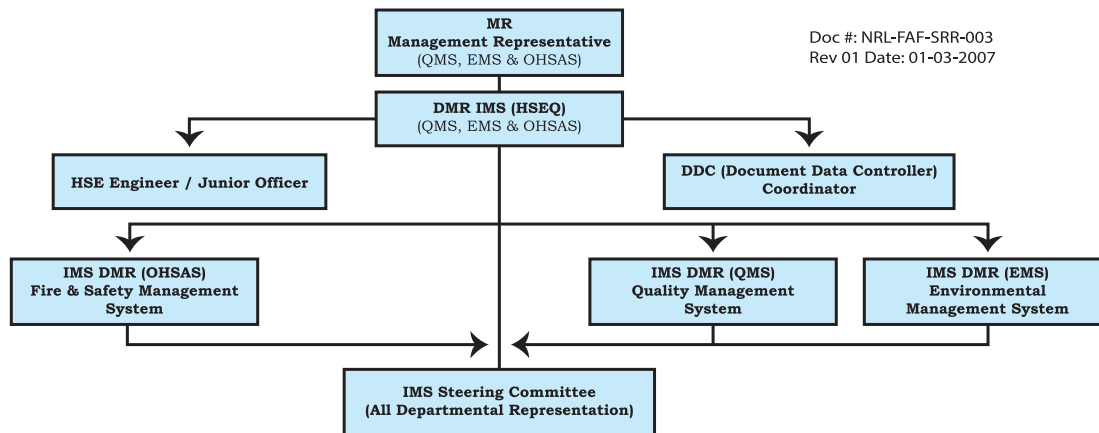 MR
Management Representative
(QMS, EMS & OHSAS)
Doc #: NRL-FAF-SRR-003
Rev 01 Date: 01-03-2007
DMR IMS (HSEQ)
(QMS, EMS & OHSAS)
HSE Engineer / Junior Officer
DDC (Document Data Controller)
Coordinator
IMS DMR (OHSAS)
Fire & Safety Management
System
IMS DMR (QMS)
Quality Management
System
IMS DMR (EMS)
Environmental
Management System
IMS Steering Committee
(All Departmental Representation)